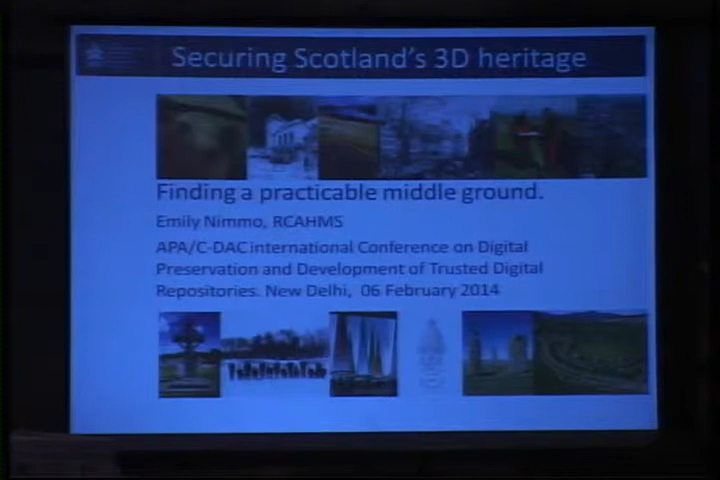 Securing Scotland's 3D heritage
Finding a practicable middle ground.
Emily Nimmo, RCAHMS
APA/C-DAC international Conference on Digital
Preservation and Development of Trusted Digital
Repositories. New Delhi, 06 February 2014